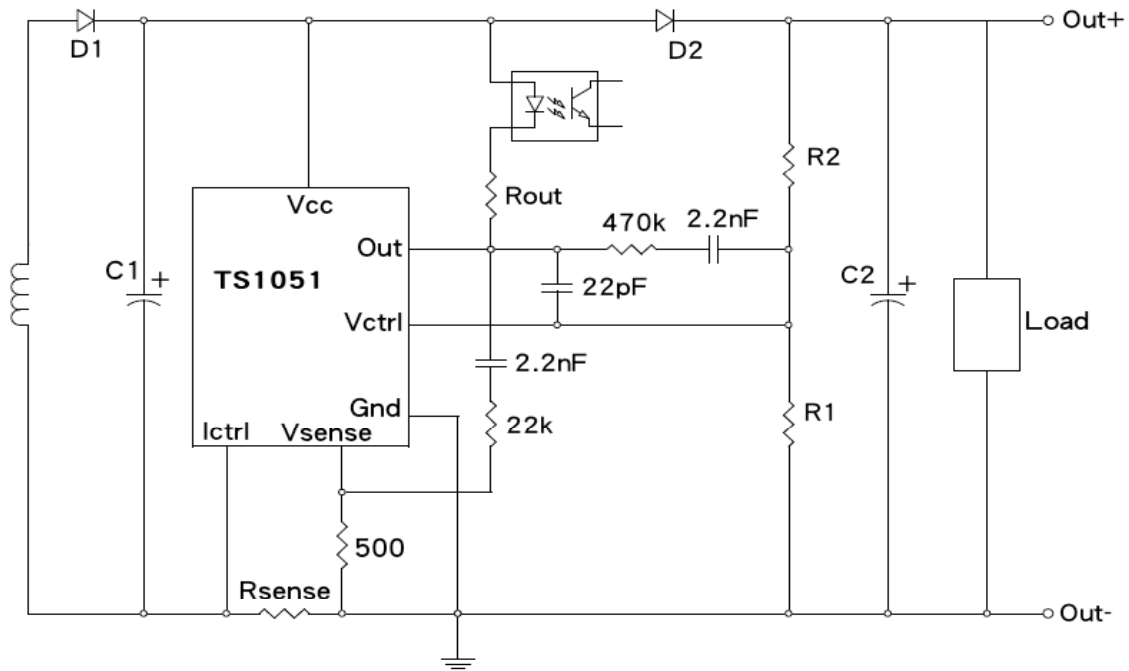 Out+
D1
D2
R2
Vcc
Rout
470k
2.2nF
Out
C1
+
TS1051
22pF
C2
+
Vctrl
Load
2.2nF
Gnd
22k
R1
Ictrl
Vsense
500
Rsense
Out-